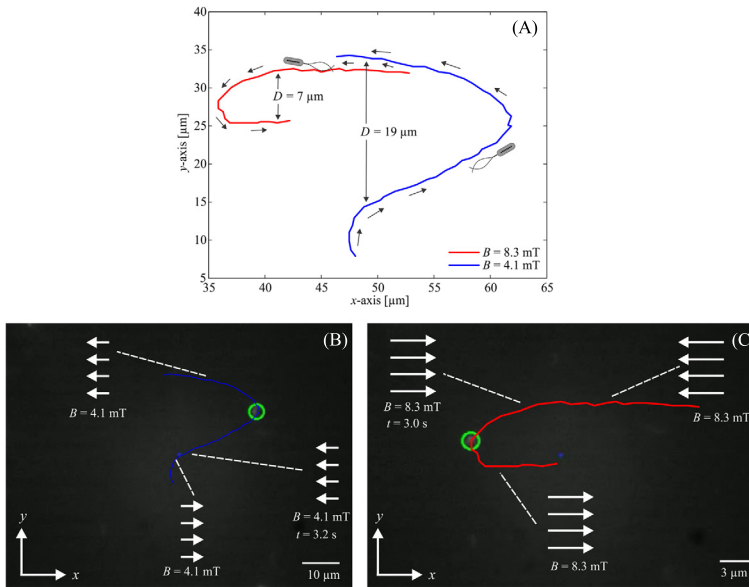 (A)
40
35
30
25
20
15
10
5
y-axis [µm]
D = 7 µm
D = 19 µm
B = 8.3 mT
B = 4.1 mT
35 40 45 50 55 60 65
x-axis [µm]
(B)
B = 4.1 mT
B = 4.1 mT
t = 3.2 s
B = 4.1 mT
y
x
10 µm
(C)
B = 8.3 mT
t = 3.0 s
B = 8.3 mT
B = 8.3 mT
y
x
3 µm